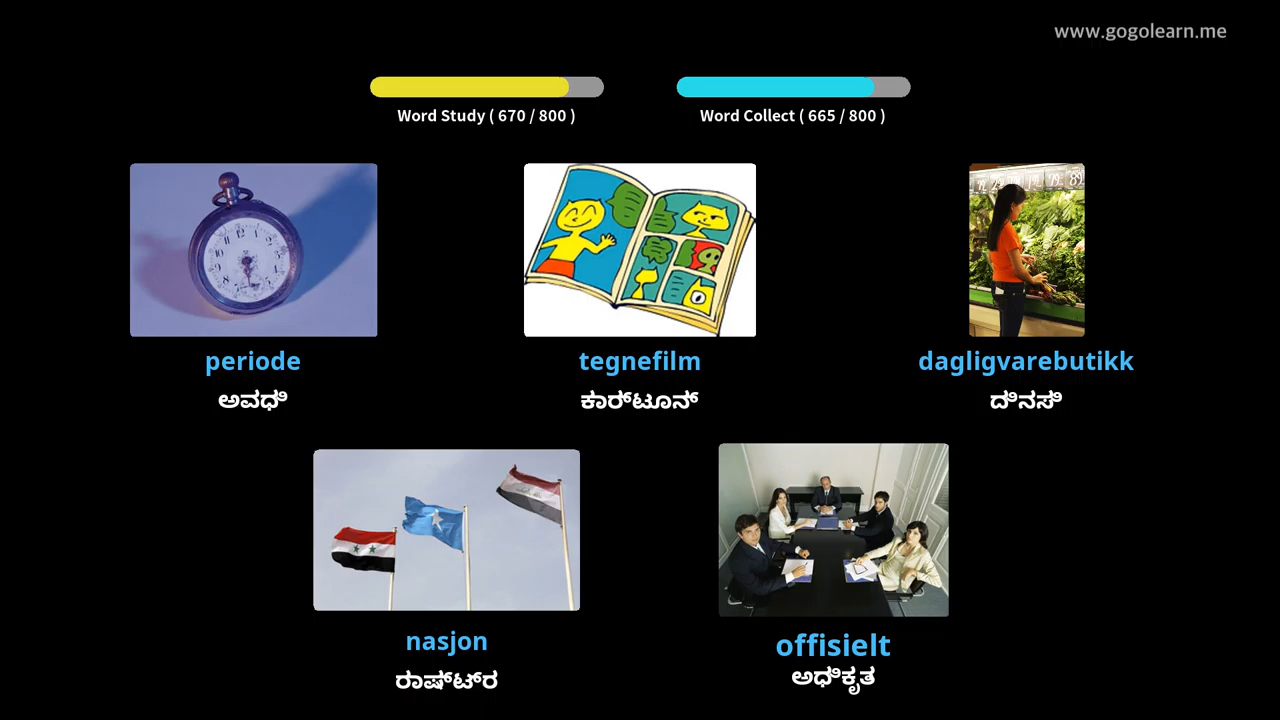 www.gogolearn.me
Word Study ( 670 / 800 )
Word Collect ( 665 / 800 )
periode
tegnefilm
dagligvarebutikk
ಅವಧಿ
ಕಾರ್ಟೂನ್
ದಿನಸಿ
nasjon
offisielt
ರಾಷ್ಟ್ರ
ಅಧಿಕೃತ